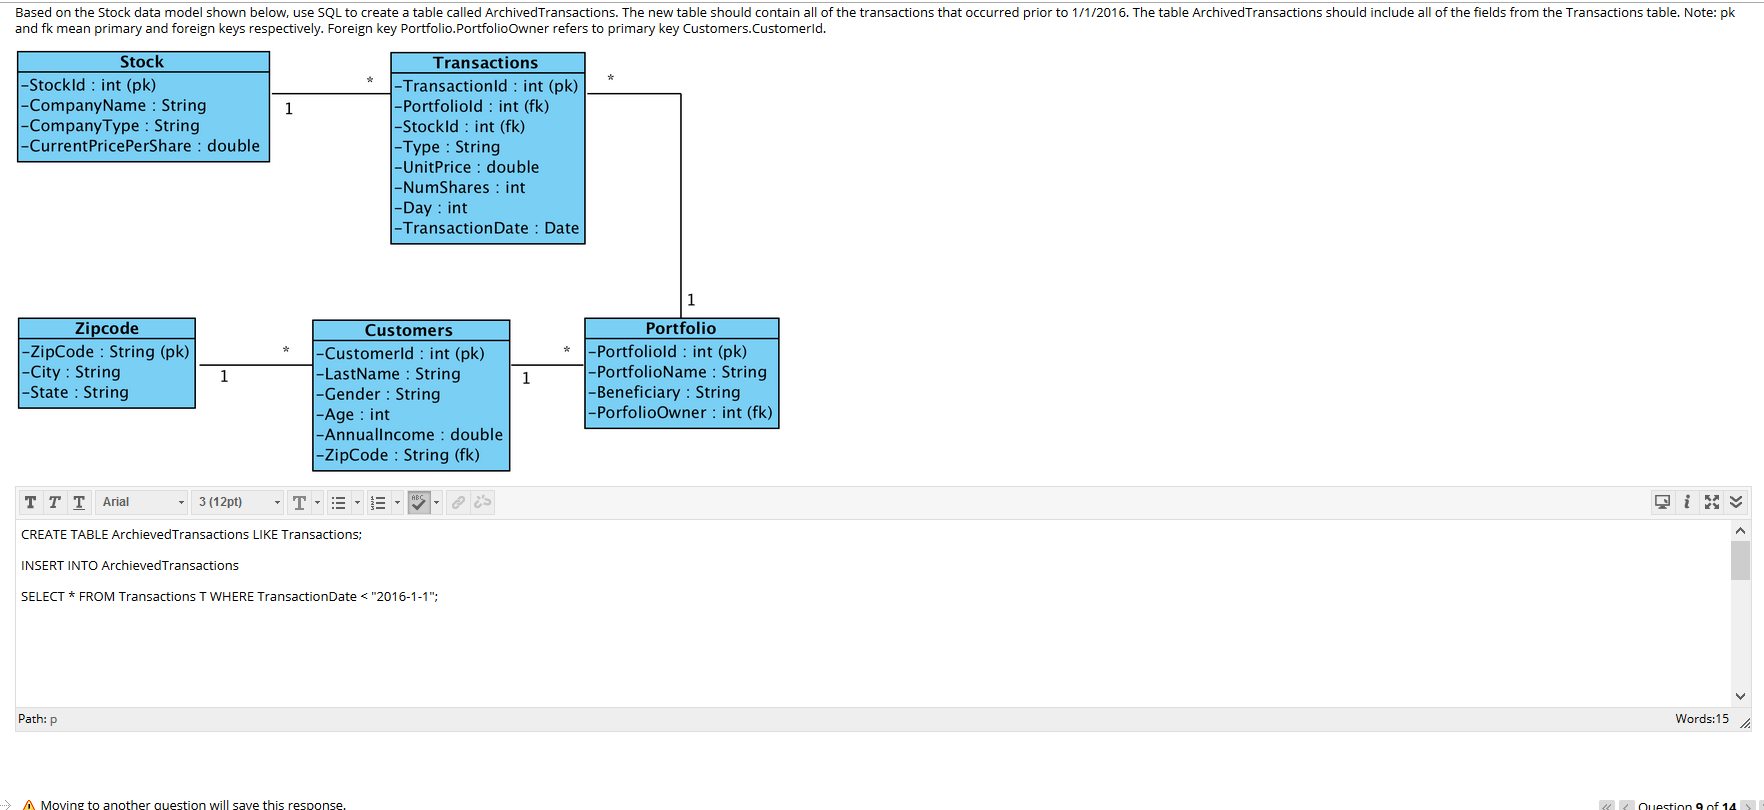 Based on the Stock data model shown below, use SQL to create a table called ArchivedTransactions. The new table should contain all of the transactions that occurred prior to 1/1/2016. The table ArchivedTransactions should include all of the fields from the Transactions table. Note: pk
and fk mean primary and foreign keys respectively. Foreign key Portfolio.PortfolioOwner refers to primary key Customers.CustomerId.
Stock
-StockId : int (pk)
-CompanyName : String
-CompanyType : String
-CurrentPricePerShare : double
1
*
Transactions
-TransactionId : int (pk)
-PortfolioId : int (fk)
-StockId : int (fk)
-Type : String
-UnitPrice : double
-NumShares : int
-Day : int
-TransactionDate : Date
*
1
Zipcode
-ZipCode : String (pk)
-City : String
-State : String
1
*
Customers
-CustomerId : int (pk)
-LastName : String
-Gender : String
-Age : int
-AnnualIncome : double
-ZipCode : String (fk)
1
*
Portfolio
-PortfolioId : int (pk)
-PortfolioName : String
-Beneficiary : String
-PorfolioOwner : int (fk)
T T T Arial 3 (12pt) T ABC i
CREATE TABLE ArchievedTransactions LIKE Transactions;
INSERT INTO ArchievedTransactions
SELECT * FROM Transactions T WHERE TransactionDate < "2016-1-1";
Path: p
Words:15
Moving to another question will save this response.
Question 9 of 14